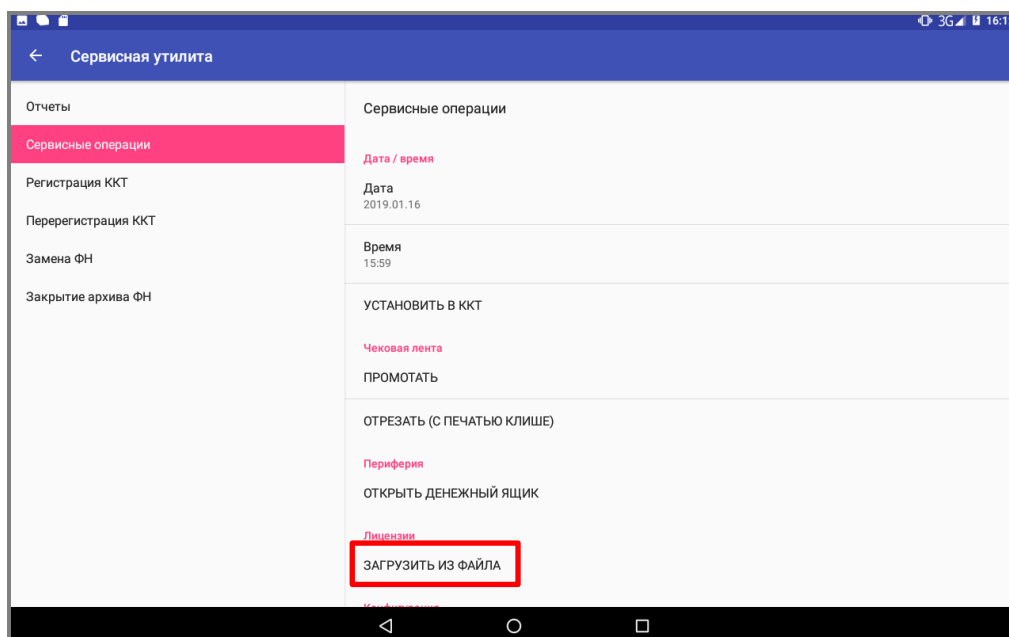 3G 16:1
Сервисная утилита
Отчеты
Сервисные операции
Регистрация ККТ
Перерегистрация ККТ
Замена ФН
Закрытие архива ФН
Сервисные операции
Дата / время
Дата
2019.01.16
Время
15:59
УСТАНОВИТЬ В ККТ
Чековая лента
ПРОМОТАТЬ
ОТРЕЗАТЬ (С ПЕЧАТЬЮ КЛИШЕ)
Периферия
ОТКРЫТЬ ДЕНЕЖНЫЙ ЯЩИК
Лицензии
ЗАГРУЗИТЬ ИЗ ФАЙЛА